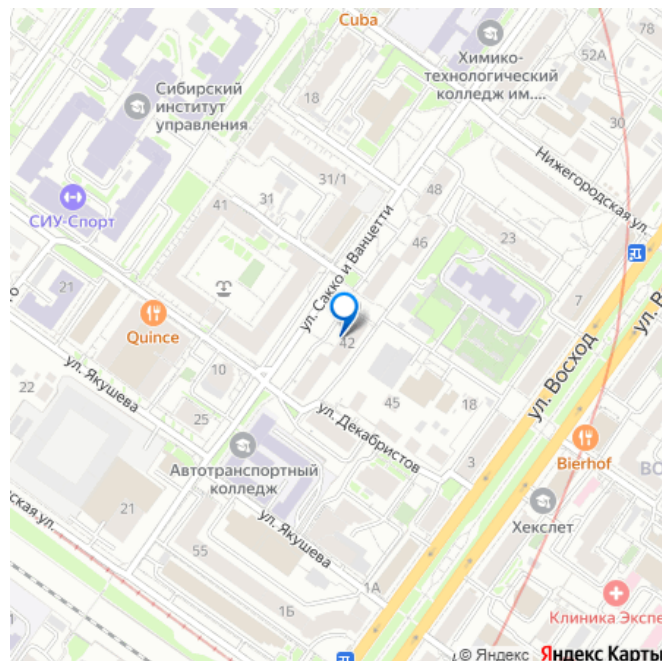 Cuba
Химико-
технологический
колледж им....
78
52А
Сибирский
институт
управления
18
30
31/1
Нижегородская ул.
48
31
41
СИУ-Спорт
ул. Сакко и Ванцетти
46
23
21
7
Quince
42
ул. Восход
10
22
ул. Якушева
45
18
25
ул. Декабристов
3
Bierhof
Автотранспортный
колледж
Хекслет
ская ул.
21
ул. Якушева
55
1А
1Б
Клиника Экспе
© Яндекс Яндекс Карты